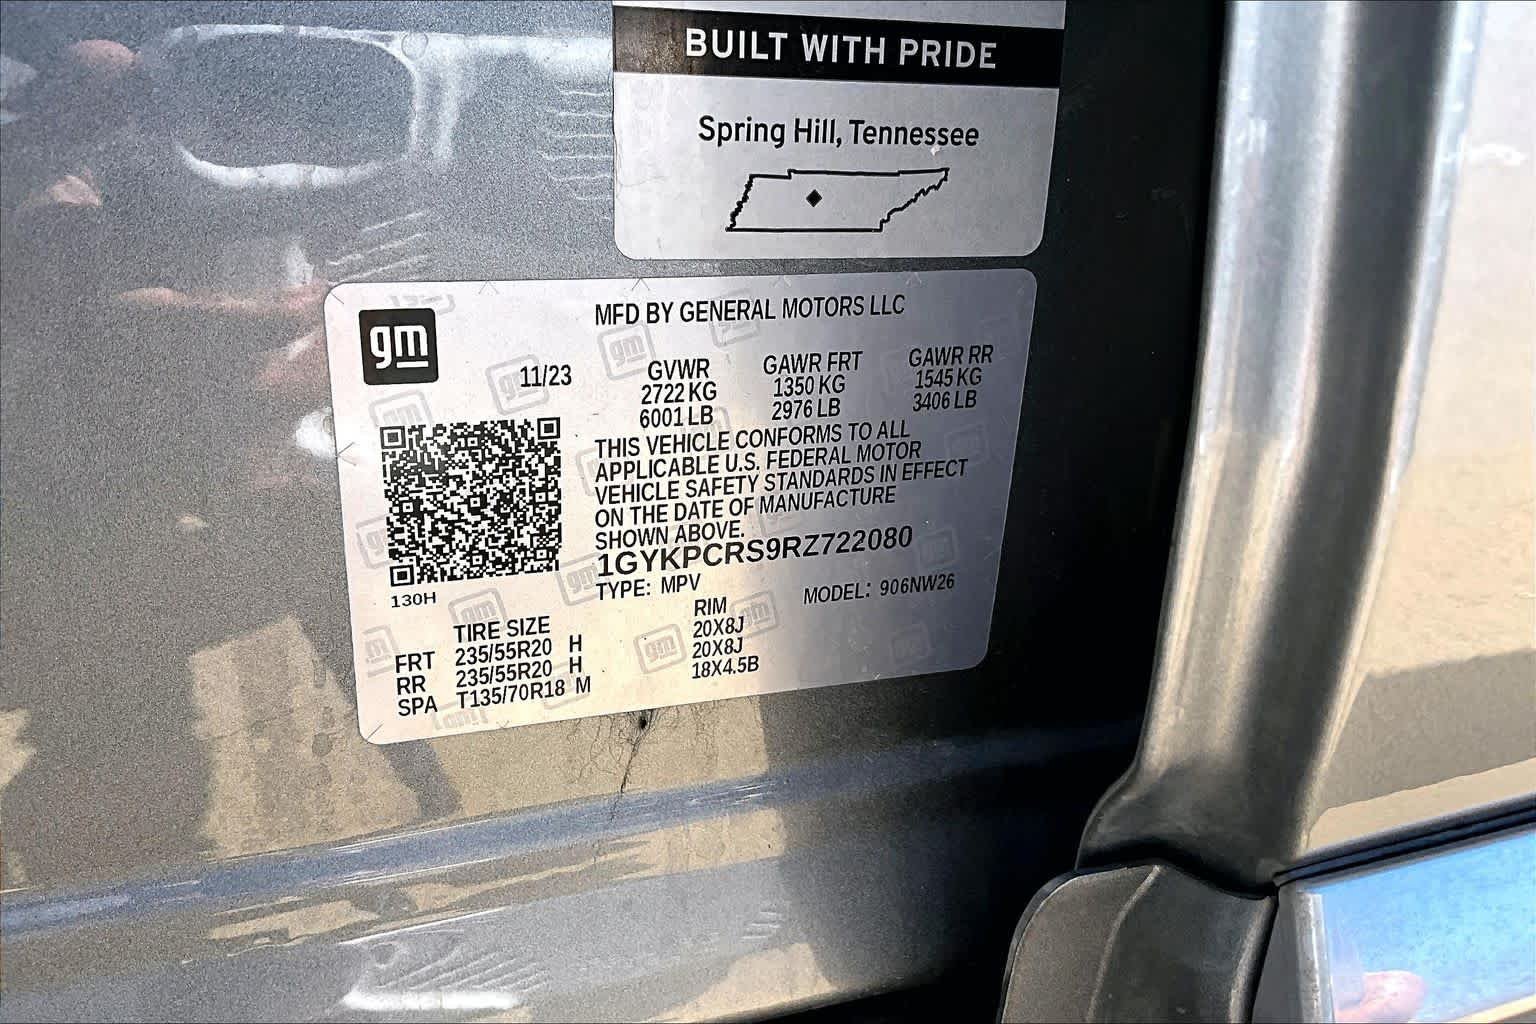 BUILT WITH PRIDE
Spring Hill, Tennessee
gm
MFD BY GENERAL MOTORS LLC
11/23
GVWR GAWR FRT GAWR RR
2722 KG 1350 KG 1545 KG
6001 LB 2976 LB 3406 LB
THIS VEHICLE CONFORMS TO ALL
APPLICABLE U.S. FEDERAL MOTOR
VEHICLE SAFETY STANDARDS IN EFFECT
ON THE DATE OF MANUFACTURE
SHOWN ABOVE.
1GYKPCRS9RZ722080
TYPE: MPV MODEL: 906NW26
130H
TIRE SIZE RIM
FRT 235/55R20 H 20X8J
RR 235/55R20 H 20X8J
SPA T135/70R18 M 18X4.5B